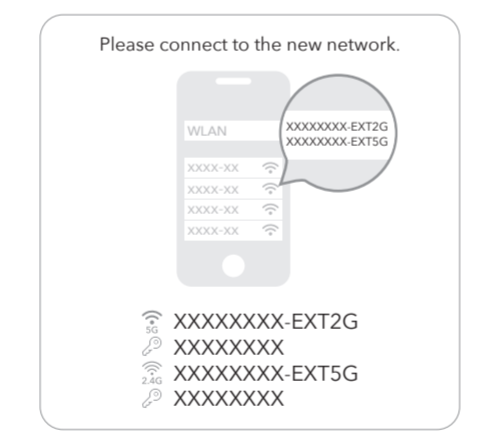 Please connect to the new network.
WLAN
XXXXXXXX-EXT2G
XXXXXXXX-EXT5G
XXXX-XX
XXXX-XX
XXXX-XX
XXXX-XX
5G XXXXXXXX-EXT2G
XXXXXXXX
2.4G XXXXXXXX-EXT5G
XXXXXXXX